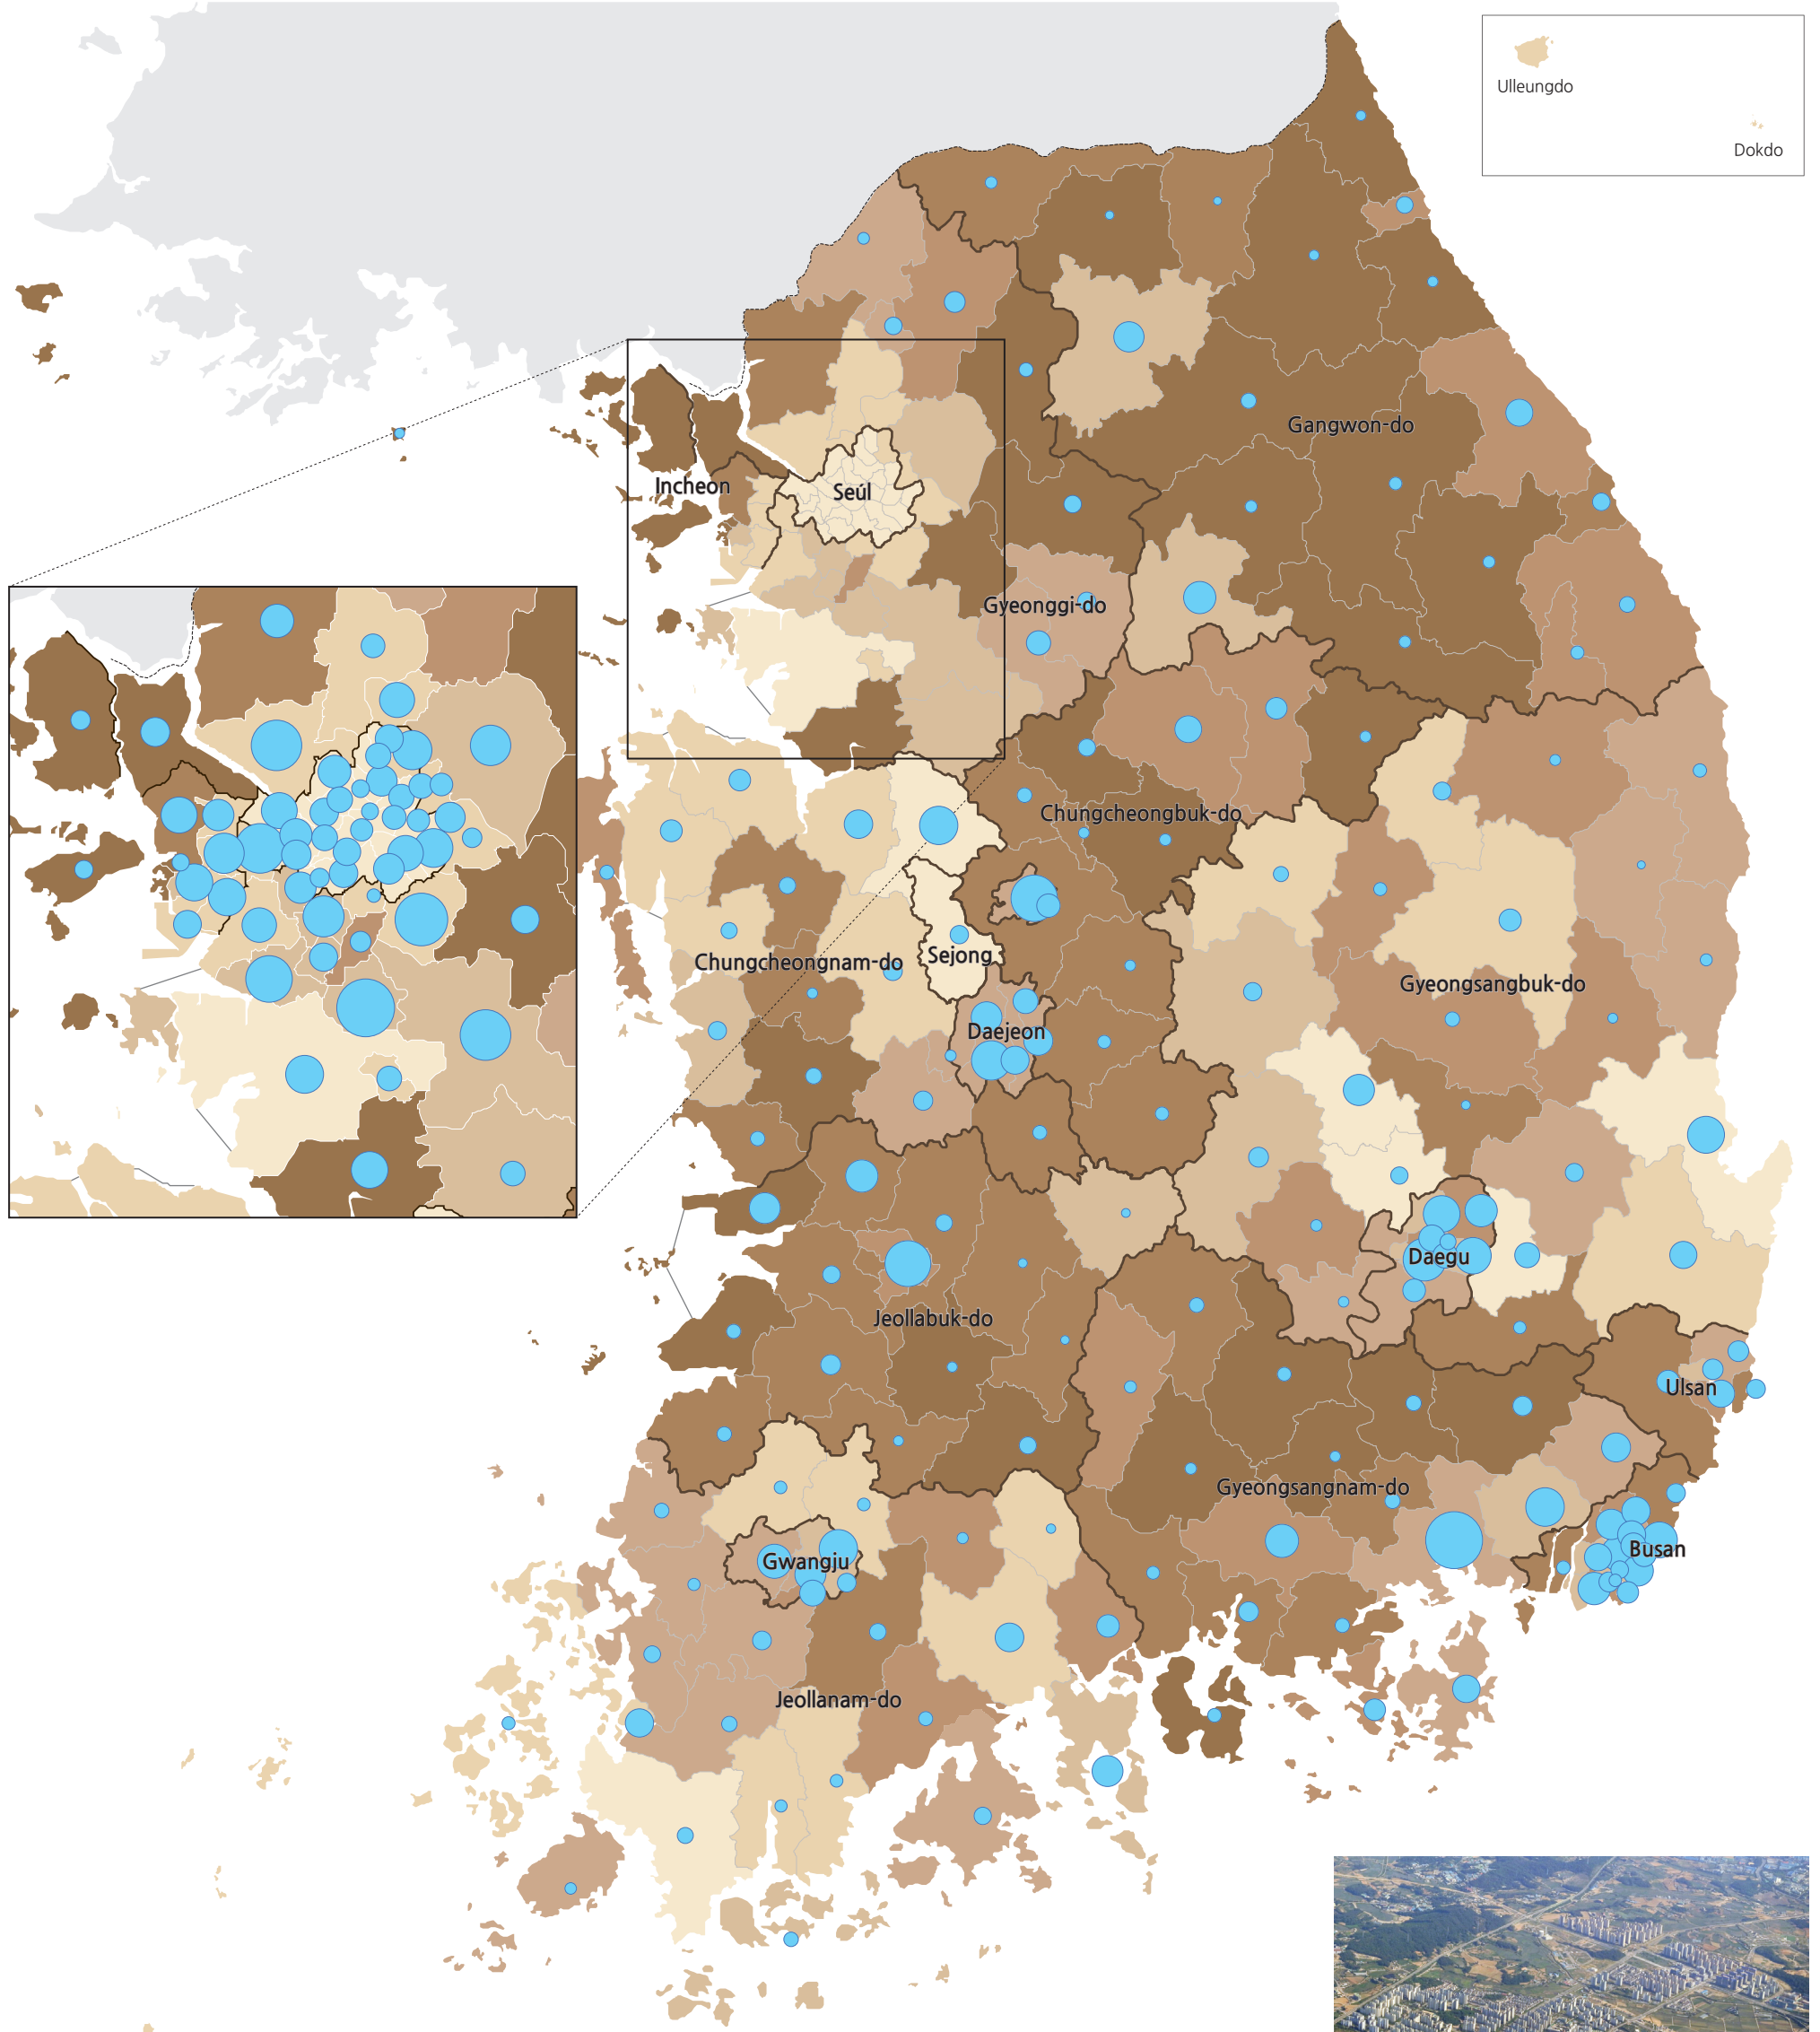 Ulleungdo
Dokdo
Gangwon-do
Incheon
Seúl
Gyeonggi-do
Chungcheongbuk-do
Chungcheongnam-do
Sejong
Gyeongsangbuk-do
Daejeon
Daegu
Jeollabuk-do
Ulsan
Gyeongsangnam-do
Gwangju
Busan
Jeollanam-do